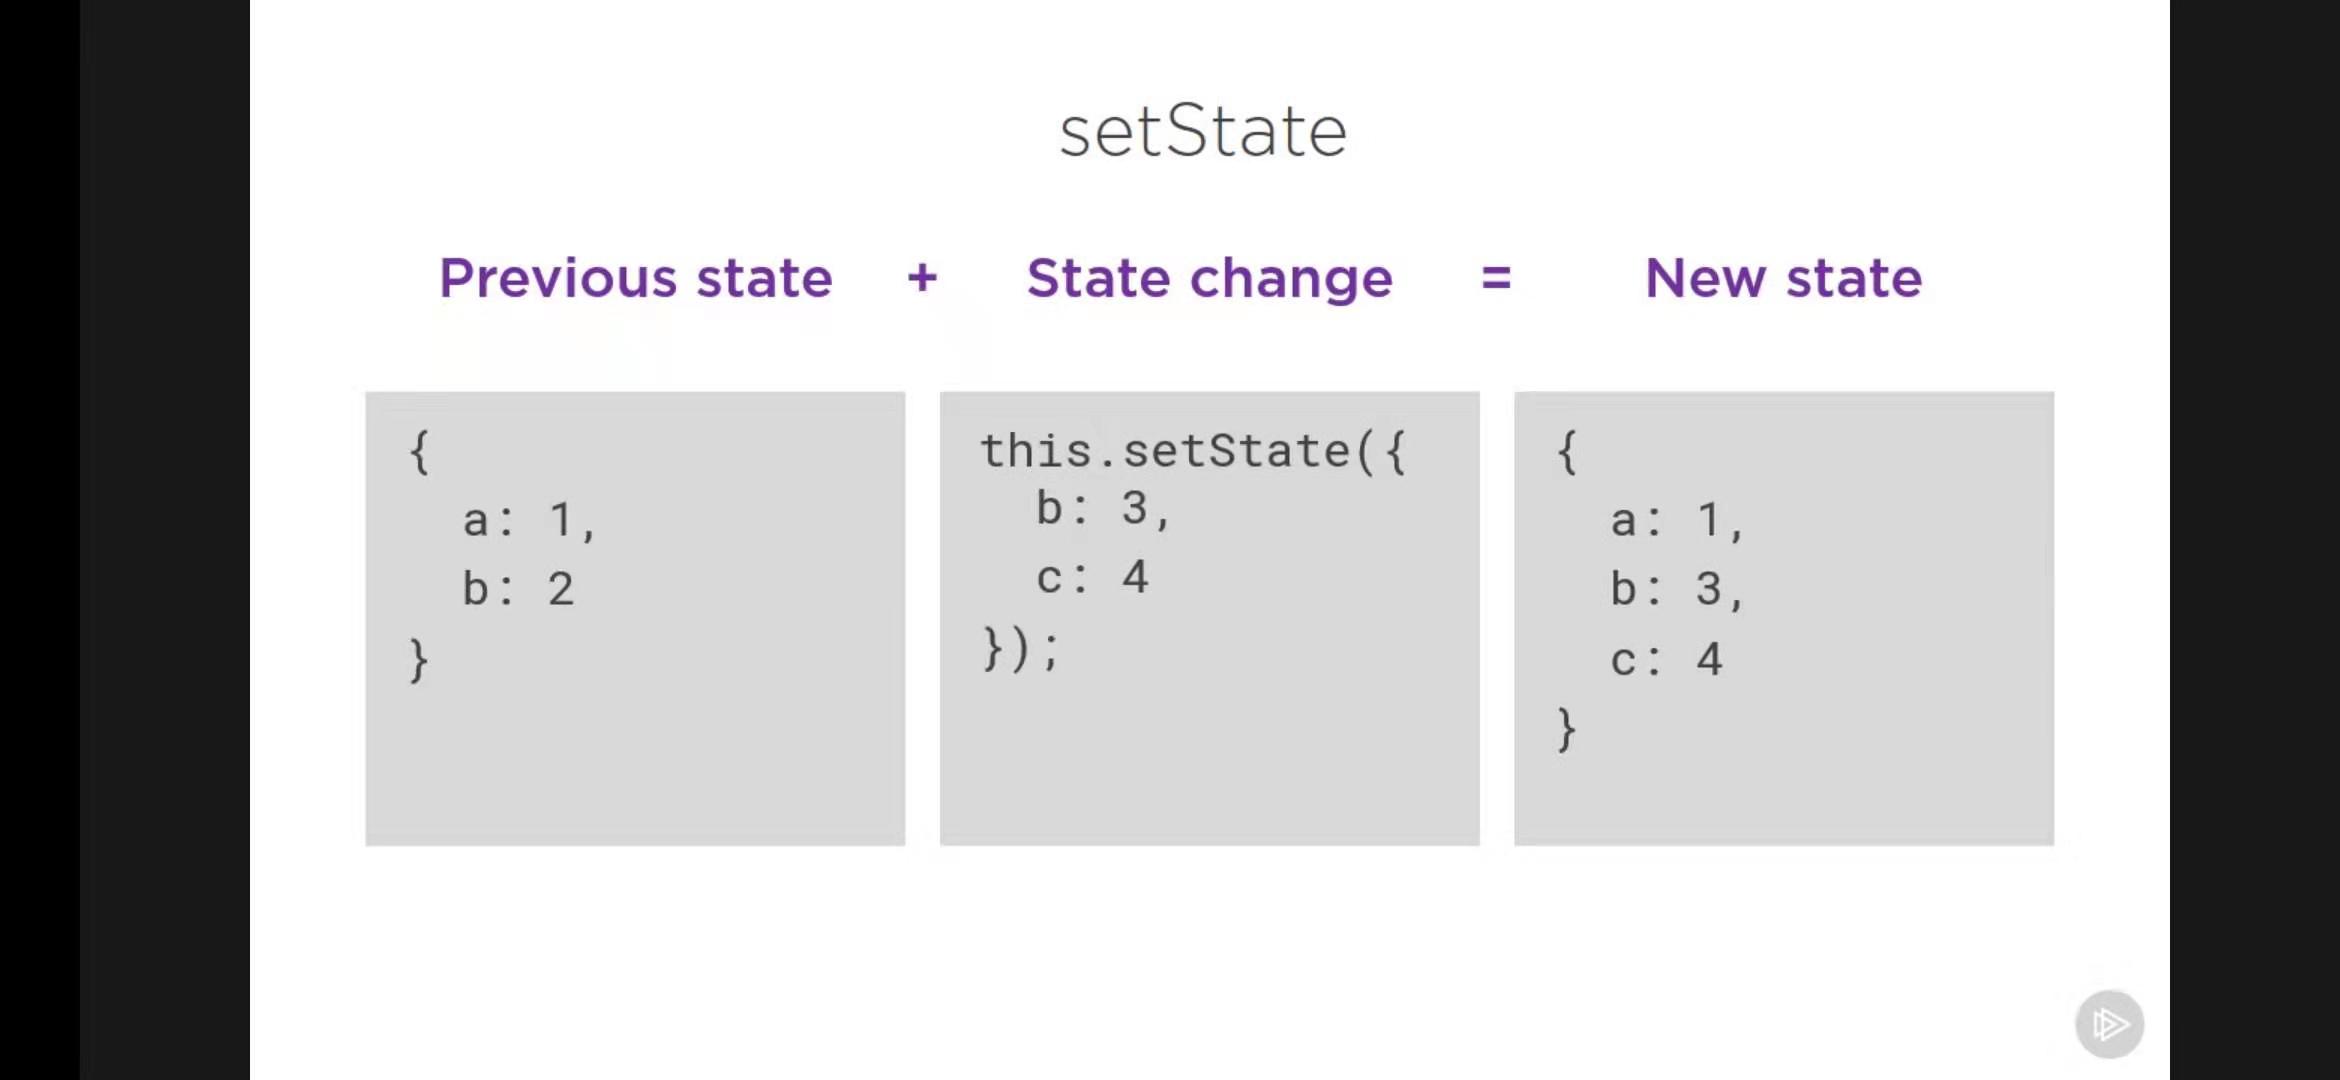 setState
Previous state + State change = New state
{
a: 1,
b: 2
}
this.setState({
b: 3,
c: 4
});
{
a: 1,
b: 3,
c: 4
}